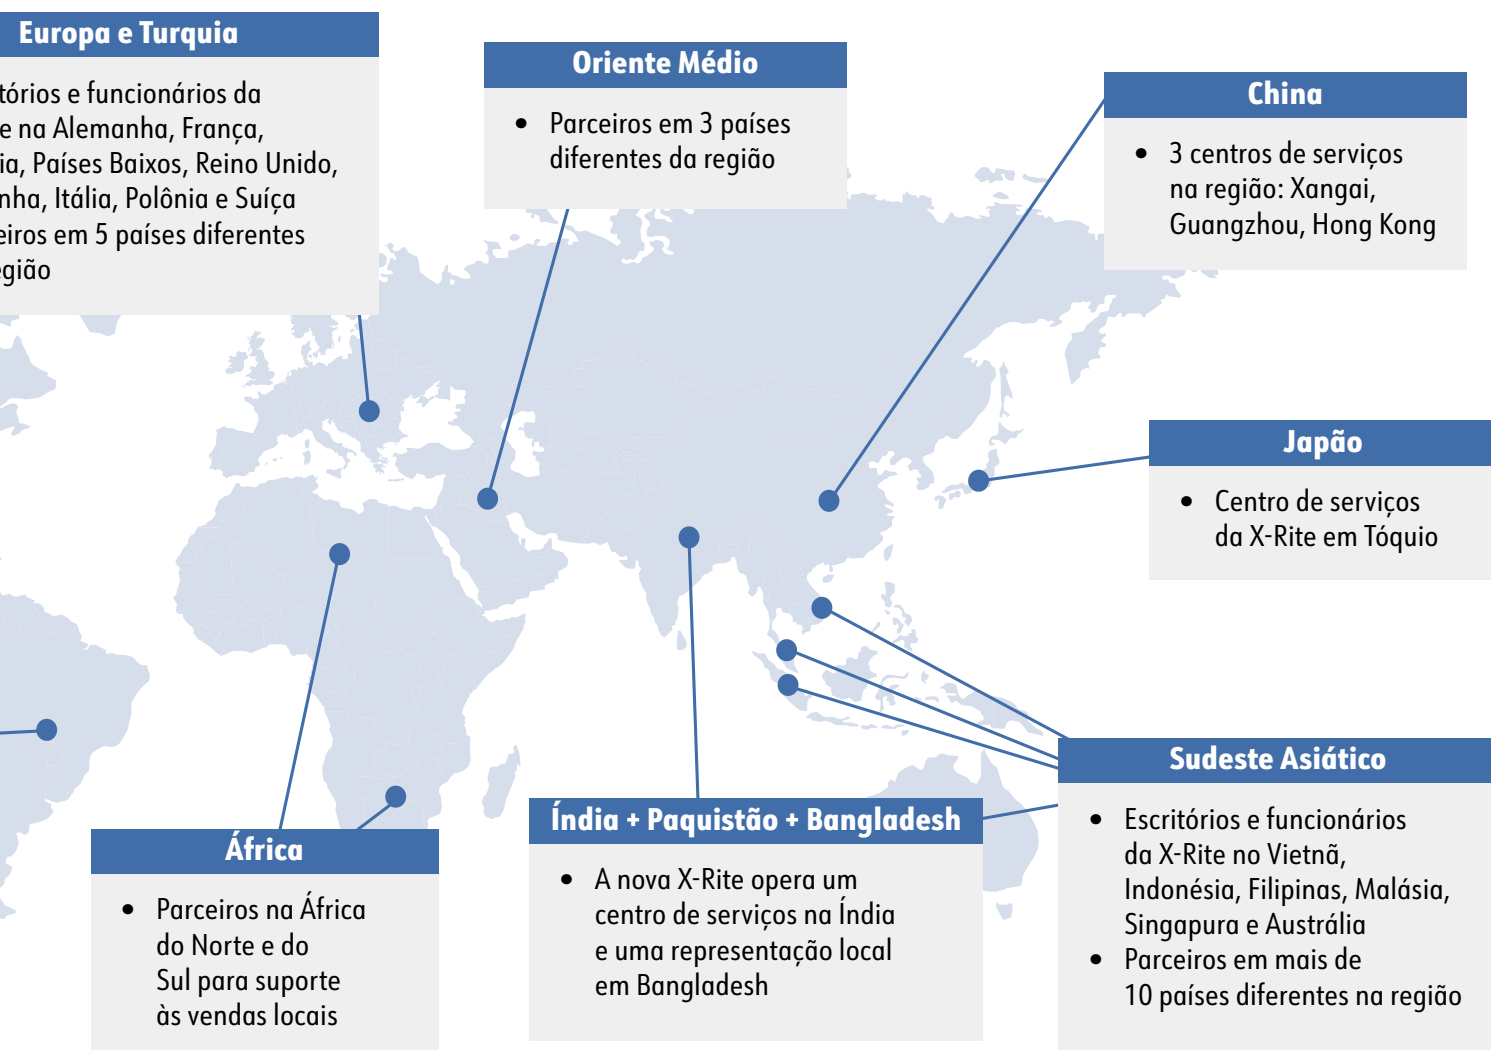 Europa e Turquia
tórios e funcionários da
e na Alemanha, França,
ia, Países Baixos, Reino Unido,
nha, Itália, Polônia e Suíça
eiros em 5 países diferentes
egião
Oriente Médio
• Parceiros em 3 países
diferentes da região
China
• 3 centros de serviços
na região: Xangai,
Guangzhou, Hong Kong
Japão
• Centro de serviços
da X-Rite em Tóquio
África
• Parceiros na África
do Norte e do
Sul para suporte
às vendas locais
Índia + Paquistão + Bangladesh
• A nova X-Rite opera um
centro de serviços na Índia
e uma representação local
em Bangladesh
Sudeste Asiático
• Escritórios e funcionários
da X-Rite no Vietnã,
Indonésia, Filipinas, Malásia,
Singapura e Austrália
• Parceiros em mais de
10 países diferentes na região